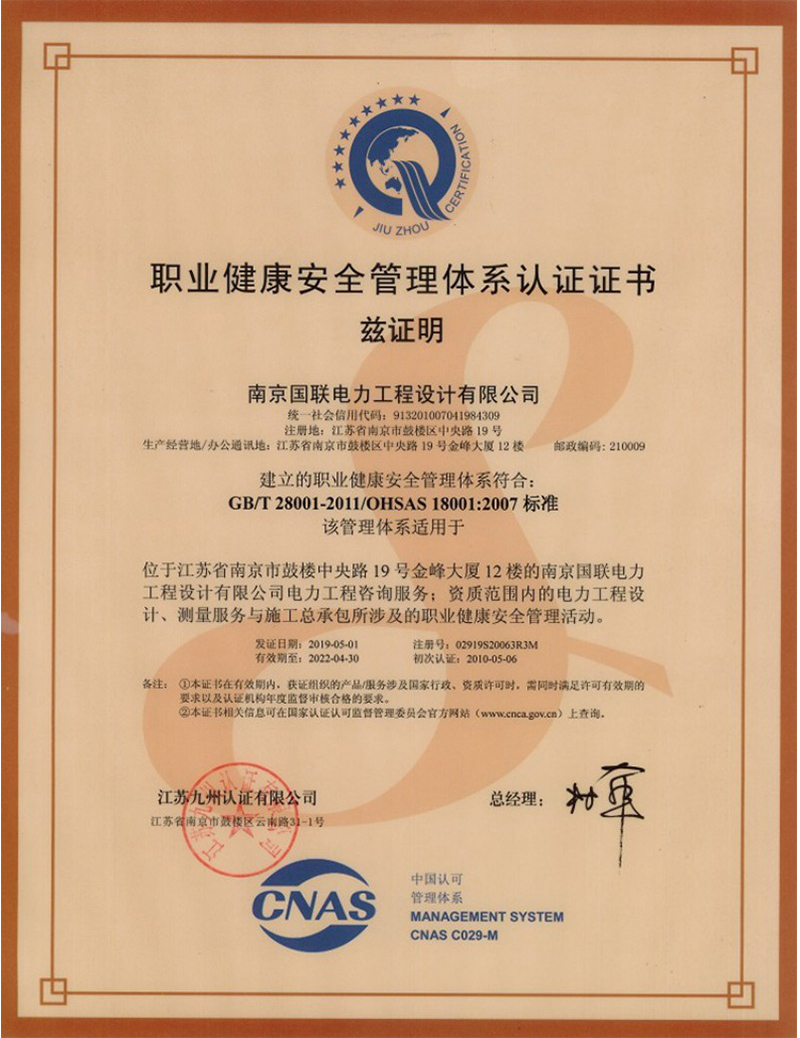 JIU ZHOU CERTIFICATION
职业健康安全管理体系认证证书
兹证明
南京国联电力工程设计有限公司
统一社会信用代码：913201007041984309
注册地：江苏省南京市鼓楼区中央路 19 号
生产经营地/办公通讯地：江苏省南京市鼓楼区中央路 19 号金峰大厦 12 楼 邮政编码: 210009
建立的职业健康安全管理体系符合：
GB/T 28001-2011/OHSAS 18001:2007 标准
该管理体系适用于
位于江苏省南京市鼓楼中央路 19 号金峰大厦 12 楼的南京国联电力
工程设计有限公司电力工程咨询服务；资质范围内的电力工程设
计、测量服务与施工总承包所涉及的职业健康安全管理活动。
发证日期：2019-05-01 注册号：02919S20063R3M
有效期至：2022-04-30 初次认证：2010-05-06
备注： ①本证书在有效期内，获证组织的产品/服务涉及国家行政、资质许可时，需同时满足许可有效期的
要求以及认证机构年度监督审核合格的要求。
②本证书相关信息可在国家认证认可监督管理委员会官方网站（www.cnca.gov.cn）上查询。
江苏九州认证有限公司 总经理：
江苏省南京市鼓楼区云南路31-1号
江苏九州认证有限公司
CNAS
中国认可
管理体系
MANAGEMENT SYSTEM
CNAS C029-M